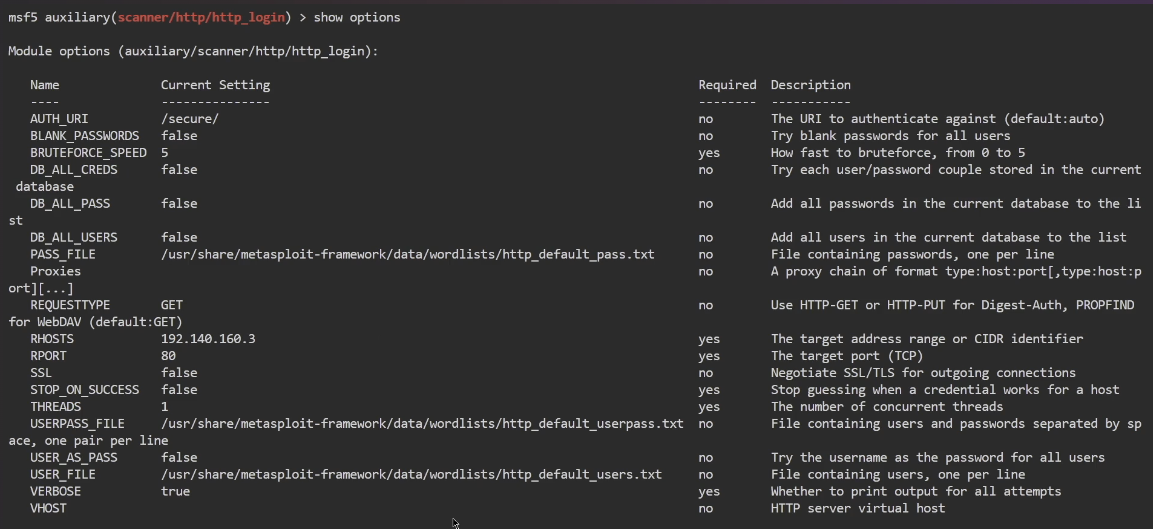 msf5 auxiliary(scanner/http/http_login) > show options
Module options (auxiliary/scanner/http/http_login):
Name Current Setting Required Description
---- --------------- -------- -----------
AUTH_URI /secure/ no The URI to authenticate against (default:auto)
BLANK_PASSWORDS false no Try blank passwords for all users
BRUTEFORCE_SPEED 5 yes How fast to bruteforce, from 0 to 5
DB_ALL_CREDS false no Try each user/password couple stored in the current
database
DB_ALL_PASS false no Add all passwords in the current database to the li
st
DB_ALL_USERS false no Add all users in the current database to the list
PASS_FILE /usr/share/metasploit-framework/data/wordlists/http_default_pass.txt no File containing passwords, one per line
Proxies no A proxy chain of format type:host:port[,type:host:p
ort][...]
REQUESTTYPE GET no Use HTTP-GET or HTTP-PUT for Digest-Auth, PROPFIND
for WebDAV (default:GET)
RHOSTS 192.140.160.3 yes The target address range or CIDR identifier
RPORT 80 yes The target port (TCP)
SSL false no Negotiate SSL/TLS for outgoing connections
STOP_ON_SUCCESS false yes Stop guessing when a credential works for a host
THREADS 1 yes The number of concurrent threads
USERPASS_FILE /usr/share/metasploit-framework/data/wordlists/http_default_userpass.txt no File containing users and passwords separated by sp
ace, one pair per line
USER_AS_PASS false no Try the username as the password for all users
USER_FILE /usr/share/metasploit-framework/data/wordlists/http_default_users.txt no File containing users, one per line
VERBOSE true yes Whether to print output for all attempts
VHOST no HTTP server virtual host